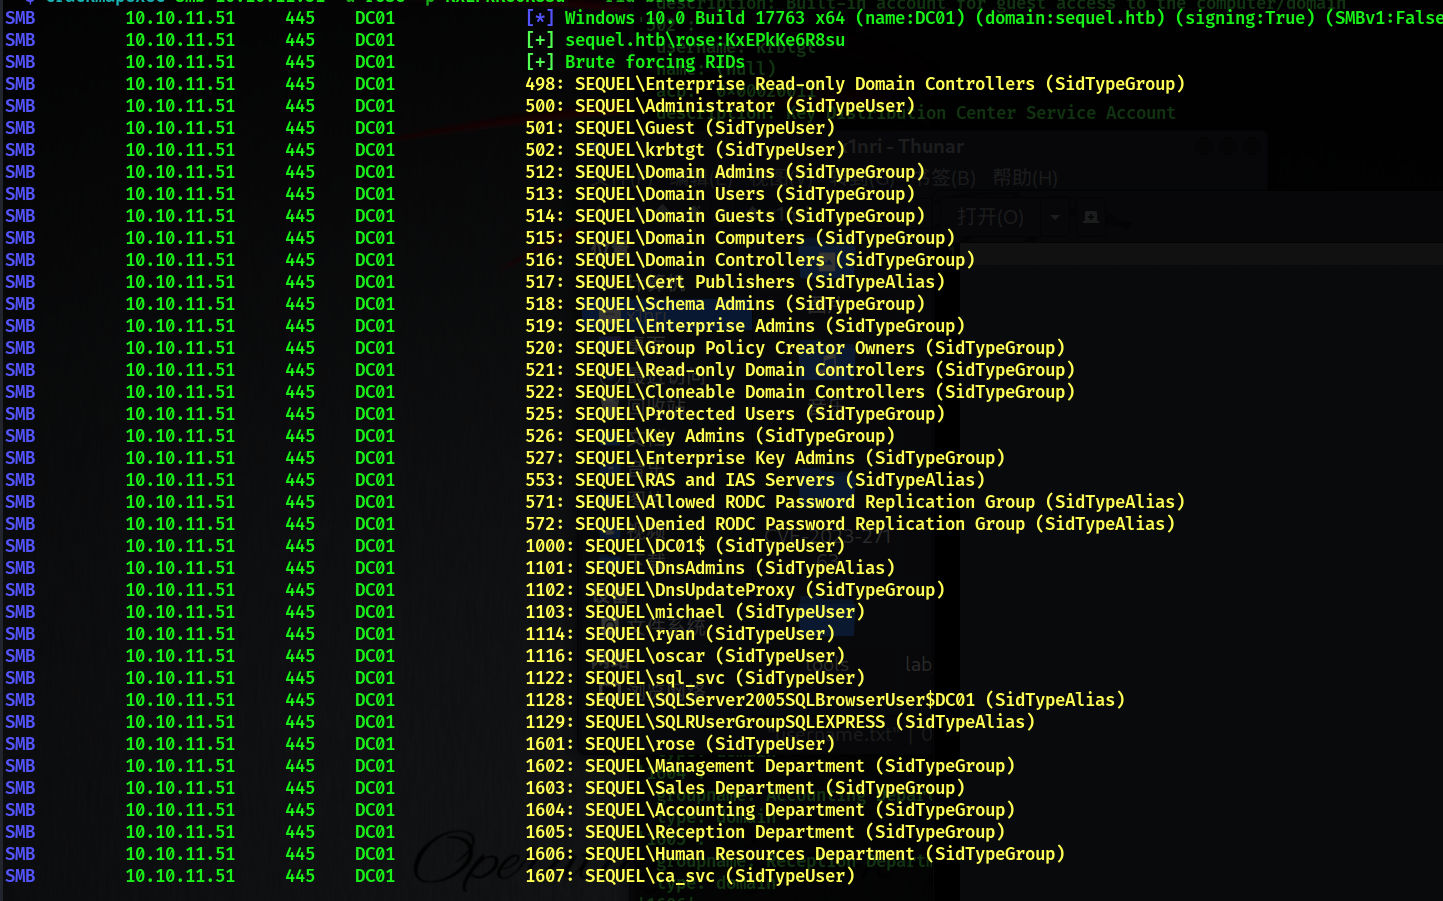 SMB 10.10.11.51 445 DC01 [*] Windows 10.0 Build 17763 x64 (name:DC01) (domain:sequel.htb) (signing:True) (SMBv1:False
SMB 10.10.11.51 445 DC01 [+] sequel.htb\rose:KxEPkKe6R8su
SMB 10.10.11.51 445 DC01 [+] Brute forcing RIDs
SMB 10.10.11.51 445 DC01 498: SEQUEL\Enterprise Read-only Domain Controllers (SidTypeGroup)
SMB 10.10.11.51 445 DC01 500: SEQUEL\Administrator (SidTypeUser)
SMB 10.10.11.51 445 DC01 501: SEQUEL\Guest (SidTypeUser)
SMB 10.10.11.51 445 DC01 502: SEQUEL\krbtgt (SidTypeUser)
SMB 10.10.11.51 445 DC01 512: SEQUEL\Domain Admins (SidTypeGroup)
SMB 10.10.11.51 445 DC01 513: SEQUEL\Domain Users (SidTypeGroup)
SMB 10.10.11.51 445 DC01 514: SEQUEL\Domain Guests (SidTypeGroup)
SMB 10.10.11.51 445 DC01 515: SEQUEL\Domain Computers (SidTypeGroup)
SMB 10.10.11.51 445 DC01 516: SEQUEL\Domain Controllers (SidTypeGroup)
SMB 10.10.11.51 445 DC01 517: SEQUEL\Cert Publishers (SidTypeAlias)
SMB 10.10.11.51 445 DC01 518: SEQUEL\Schema Admins (SidTypeGroup)
SMB 10.10.11.51 445 DC01 519: SEQUEL\Enterprise Admins (SidTypeGroup)
SMB 10.10.11.51 445 DC01 520: SEQUEL\Group Policy Creator Owners (SidTypeGroup)
SMB 10.10.11.51 445 DC01 521: SEQUEL\Read-only Domain Controllers (SidTypeGroup)
SMB 10.10.11.51 445 DC01 522: SEQUEL\Cloneable Domain Controllers (SidTypeGroup)
SMB 10.10.11.51 445 DC01 525: SEQUEL\Protected Users (SidTypeGroup)
SMB 10.10.11.51 445 DC01 526: SEQUEL\Key Admins (SidTypeGroup)
SMB 10.10.11.51 445 DC01 527: SEQUEL\Enterprise Key Admins (SidTypeGroup)
SMB 10.10.11.51 445 DC01 553: SEQUEL\RAS and IAS Servers (SidTypeAlias)
SMB 10.10.11.51 445 DC01 571: SEQUEL\Allowed RODC Password Replication Group (SidTypeAlias)
SMB 10.10.11.51 445 DC01 572: SEQUEL\Denied RODC Password Replication Group (SidTypeAlias)
SMB 10.10.11.51 445 DC01 1000: SEQUEL\DC01$ (SidTypeUser)
SMB 10.10.11.51 445 DC01 1101: SEQUEL\DnsAdmins (SidTypeAlias)
SMB 10.10.11.51 445 DC01 1102: SEQUEL\DnsUpdateProxy (SidTypeGroup)
SMB 10.10.11.51 445 DC01 1103: SEQUEL\michael (SidTypeUser)
SMB 10.10.11.51 445 DC01 1114: SEQUEL\ryan (SidTypeUser)
SMB 10.10.11.51 445 DC01 1116: SEQUEL\oscar (SidTypeUser)
SMB 10.10.11.51 445 DC01 1122: SEQUEL\sql_svc (SidTypeUser)
SMB 10.10.11.51 445 DC01 1128: SEQUEL\SQLServer2005SQLBrowserUser$DC01 (SidTypeAlias)
SMB 10.10.11.51 445 DC01 1129: SEQUEL\SQLRUserGroupSQLEXPRESS (SidTypeAlias)
SMB 10.10.11.51 445 DC01 1601: SEQUEL\rose (SidTypeUser)
SMB 10.10.11.51 445 DC01 1602: SEQUEL\Management Department (SidTypeGroup)
SMB 10.10.11.51 445 DC01 1603: SEQUEL\Sales Department (SidTypeGroup)
SMB 10.10.11.51 445 DC01 1604: SEQUEL\Accounting Department (SidTypeGroup)
SMB 10.10.11.51 445 DC01 1605: SEQUEL\Reception Department (SidTypeGroup)
SMB 10.10.11.51 445 DC01 1606: SEQUEL\Human Resources Department (SidTypeGroup)
SMB 10.10.11.51 445 DC01 1607: SEQUEL\ca_svc (SidTypeUser)